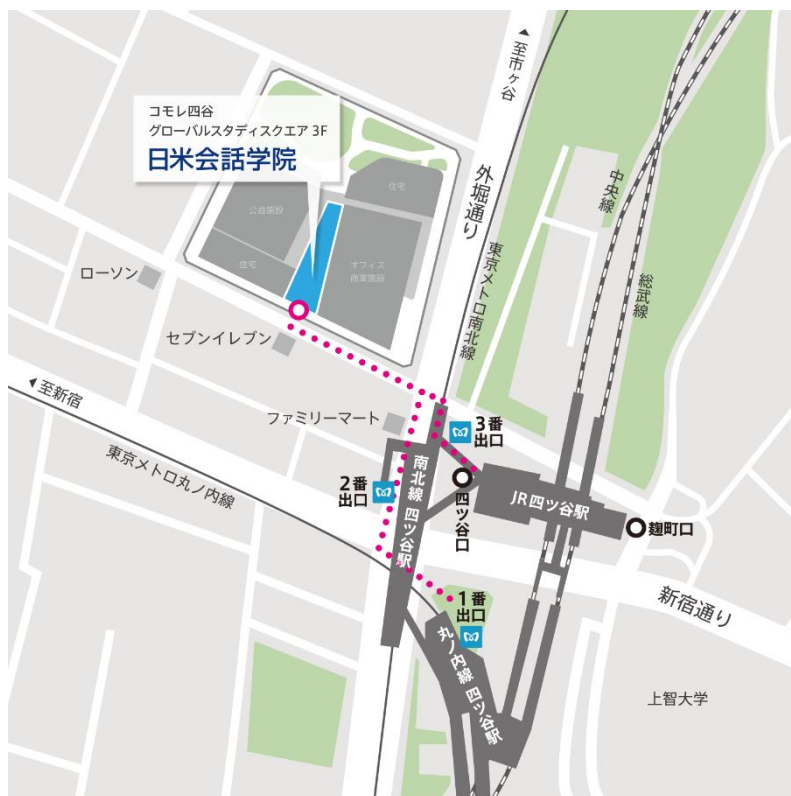 ▲至市ヶ谷
コモレ四谷
グローバルスタディスクエア 3F
日米会話学院
外堀通り
中央線
住宅
公益施設
東京メトロ南北線
総武線
住宅
オフィス
商業施設
ローソン
セブンイレブン
◀至新宿
ファミリーマート
3番
出口
東京メトロ丸ノ内線
2番
出口
南北線 四ツ谷駅
四ツ谷口
JR四ツ谷駅
麹町口
1番
出口
新宿通り
丸ノ内線 四ツ谷駅
上智大学